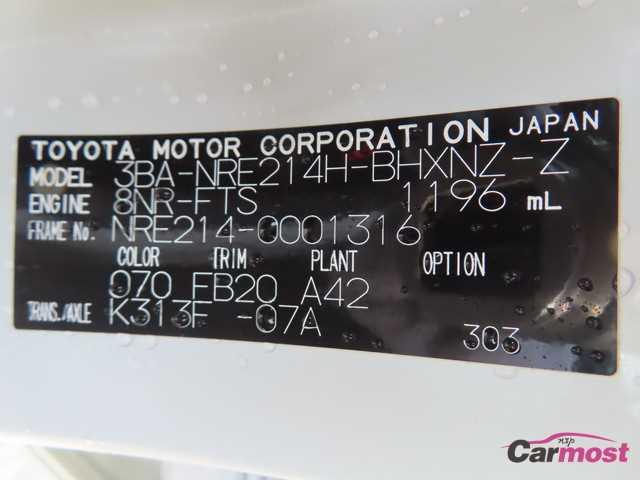 TOYOTA MOTOR CORPORATION JAPAN
MODEL 3BA-NRE214H-BHXNZ-Z
ENGINE 8NR-FTS 1196 mL
FRAME No. NRE214-0001316
COLOR TRIM PLANT OPTION
070 FB20 A42
TRANS./AXLE K313F -07A
303
Carmost